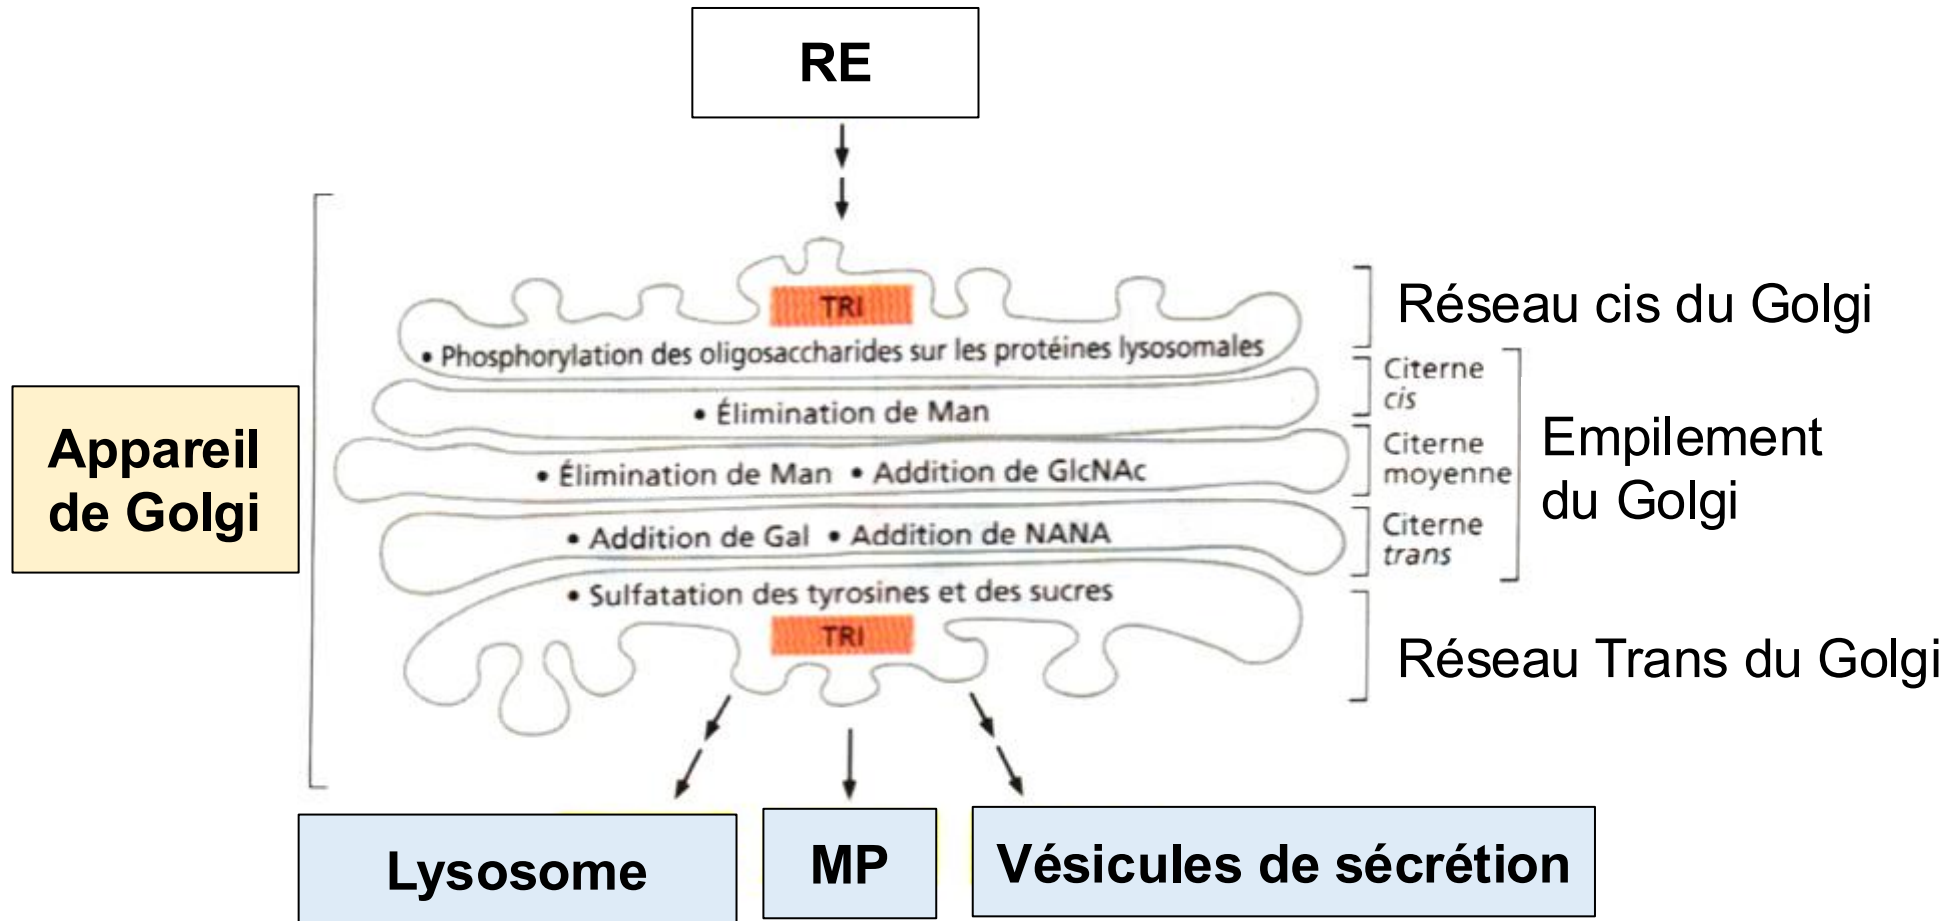 RE
TRI
• Phosphorylation des oligosaccharides sur les protéines lysosomales
Réseau cis du Golgi
Citerne
cis
• Élimination de Man
Appareil
de Golgi
Citerne
moyenne
Empilement
du Golgi
• Élimination de Man • Addition de GlcNAc
• Addition de Gal • Addition de NANA
Citerne
trans
• Sulfatation des tyrosines et des sucres
TRI
Réseau Trans du Golgi
Lysosome
MP
Vésicules de sécrétion